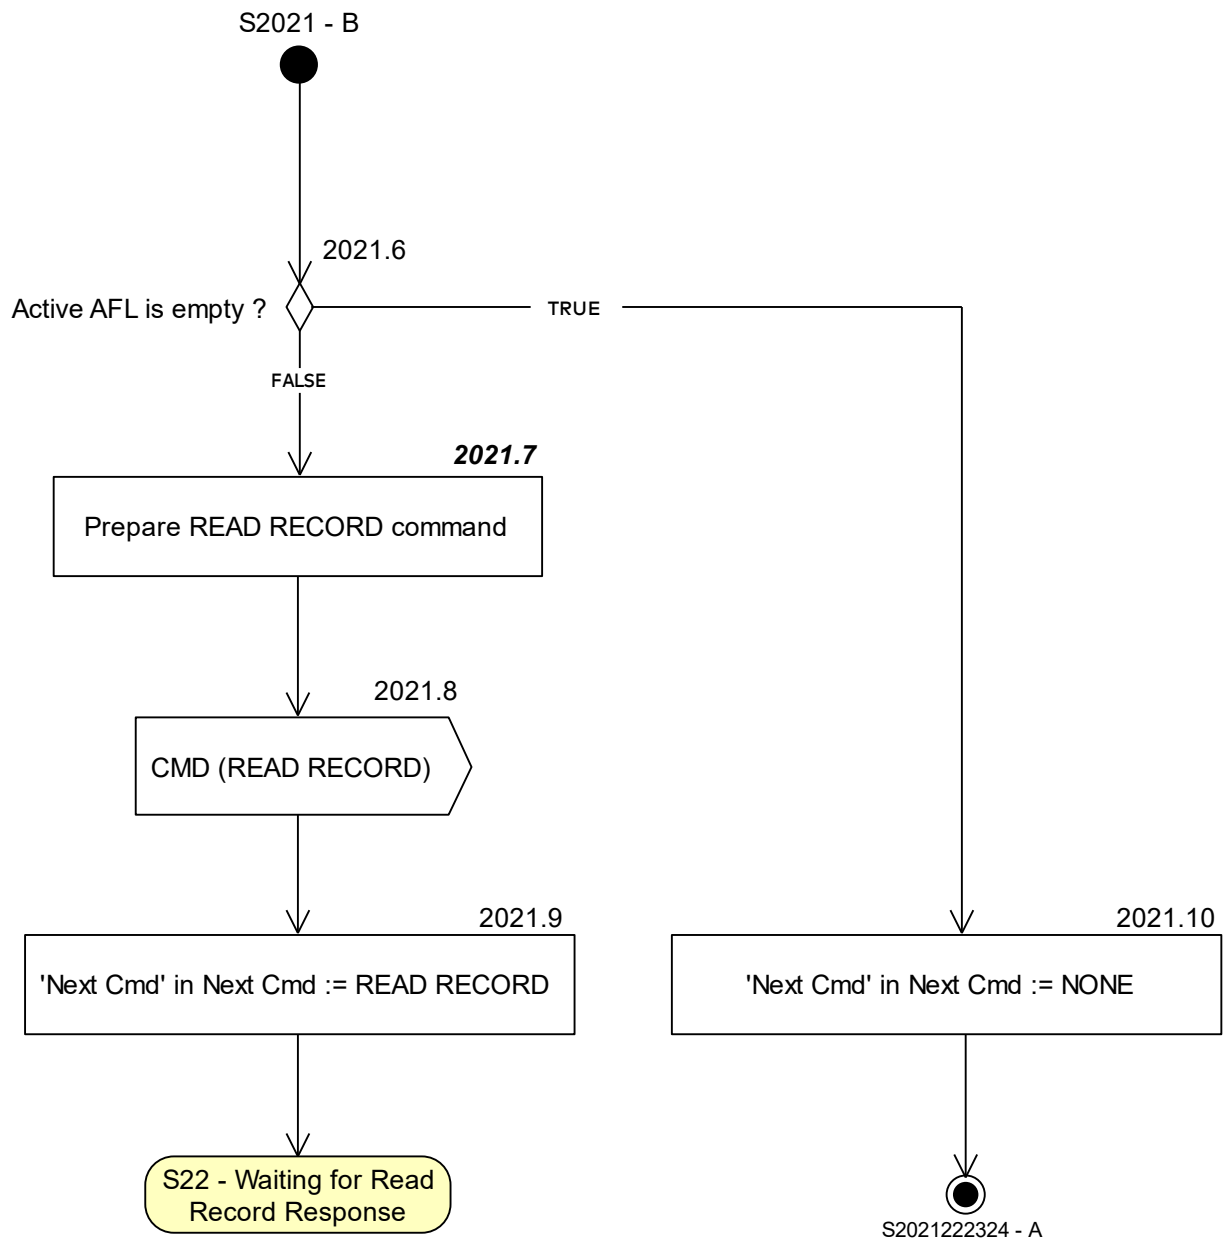 S2021 - B
2021.6
Active AFL is empty ?
TRUE
FALSE
2021.7
Prepare READ RECORD command
2021.8
CMD (READ RECORD)
2021.9
'Next Cmd' in Next Cmd := READ RECORD
2021.10
'Next Cmd' in Next Cmd := NONE
S22 - Waiting for Read
Record Response
S2021222324 - A